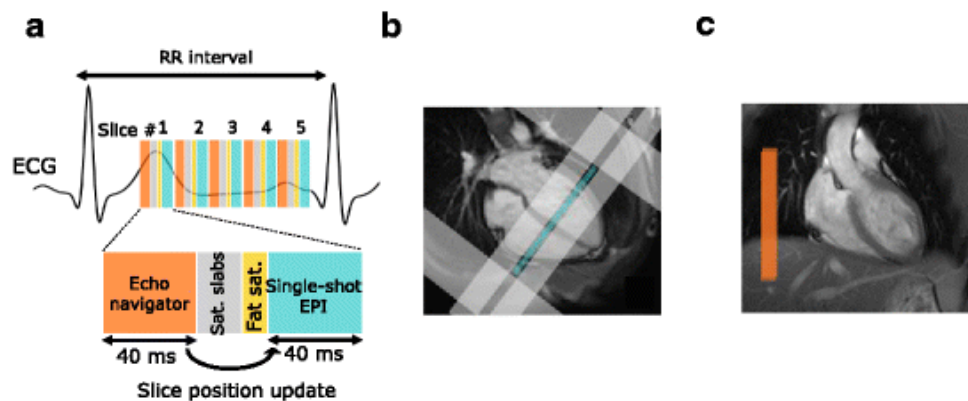 a
b
c
RR interval
Slice #1 2 3 4 5
ECG
Echo
navigator
Sat. slabs
Fat sat.
Single-shot
EPI
40 ms
~40 ms
Slice position update